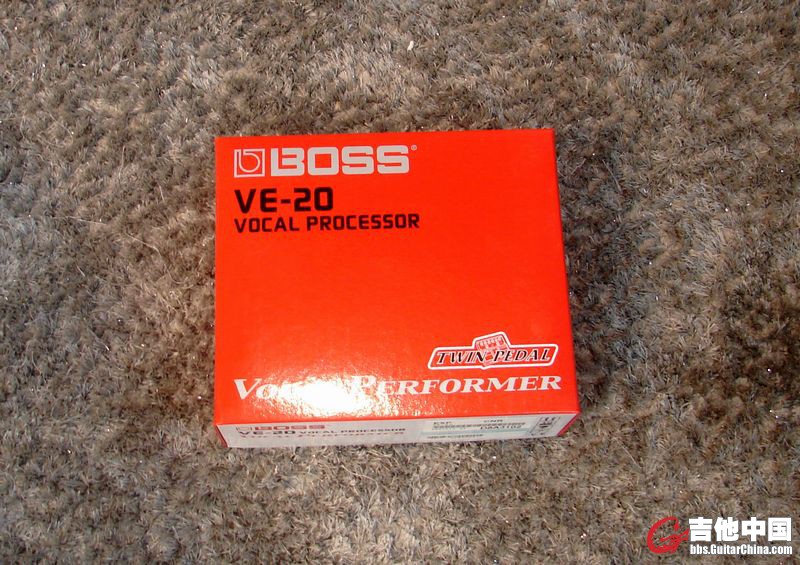 BOSS®
VE-20
VOCAL PROCESSOR
TWIN PEDAL
VOCAL PERFORMER
BOSS
VE-20 VOCAL PROCESSOR
吉他中国
bbs.GuitarChina.com